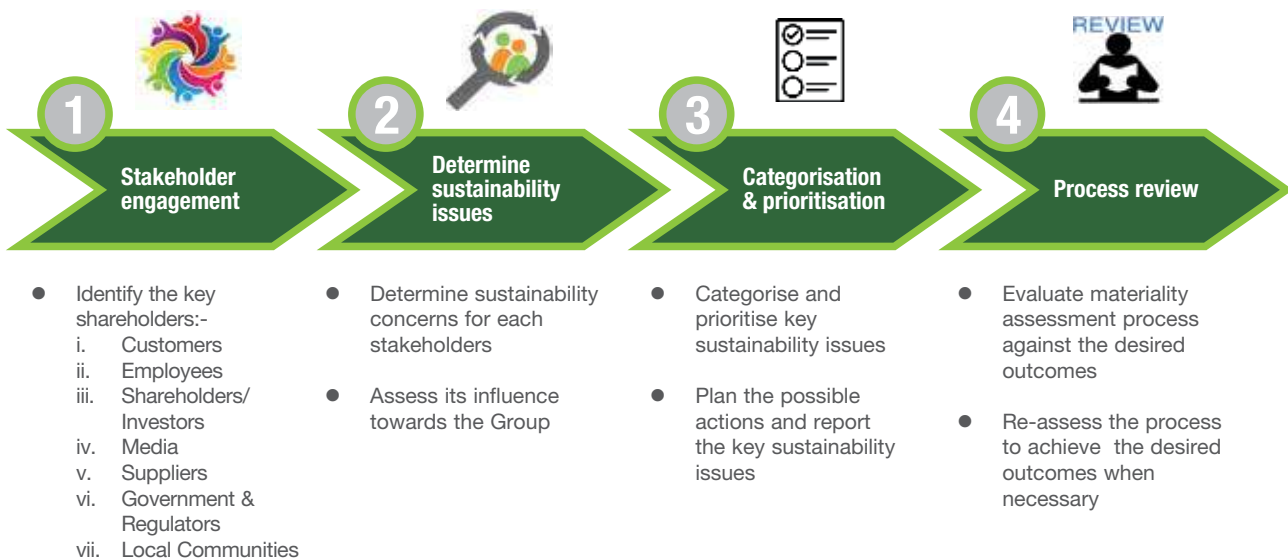 REVIEW
1
Stakeholder
engagement
2
Determine
sustainability
issues
3
Categorisation
& prioritisation
4
Process review
● Identify the key
shareholders:-
i. Customers
ii. Employees
iii. Shareholders/
Investors
iv. Media
v. Suppliers
vi. Government &
Regulators
vii. Local Communities
● Determine sustainability
concerns for each
stakeholders
● Assess its influence
towards the Group
● Categorise and
prioritise key
sustainability issues
● Plan the possible
actions and report
the key sustainability
issues
● Evaluate materiality
assessment process
against the desired
outcomes
● Re-assess the process
to achieve the desired
outcomes when
necessary